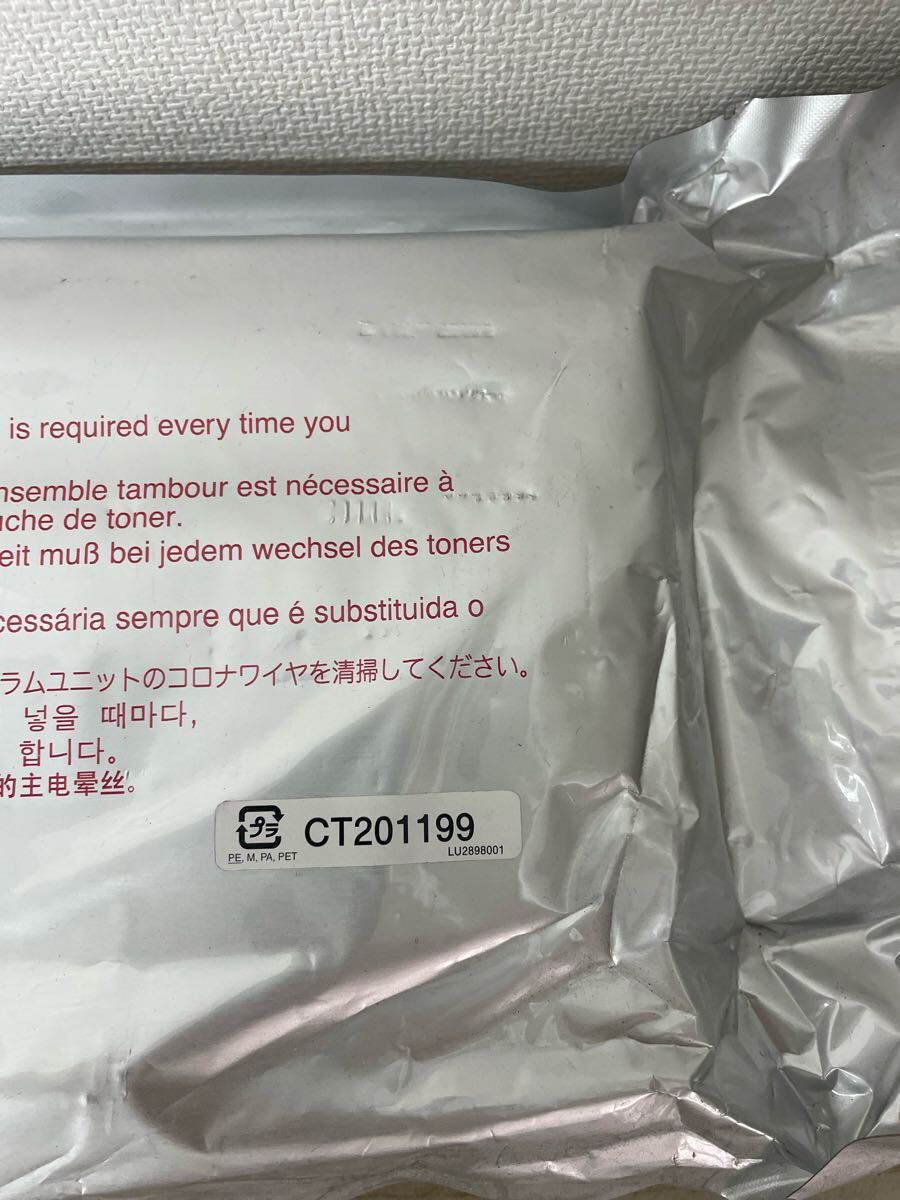 is required every time you
nsemble tambour est nécessaire à
uche de toner.
eit muß bei jedem wechsel des toners
cessária sempre que é substituida o
ラムユニットのコロナワイヤを清掃してください。
넣을 때마다,
합니다。
的主电晕丝。
プラ CT201199
PE, M, PA, PET LU2898001